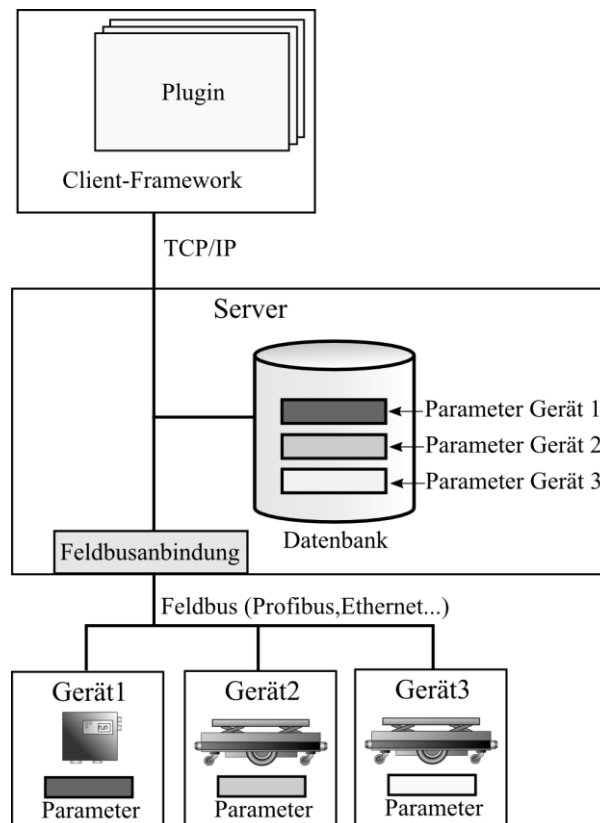 Plugin
Client-Framework
TCP/IP
Server
Parameter Gerät 1
Parameter Gerät 2
Parameter Gerät 3
Datenbank
Feldbusanbindung
Feldbus (Profibus,Ethernet...)
Gerät1
Gerät2
Gerät3
Parameter
Parameter
Parameter